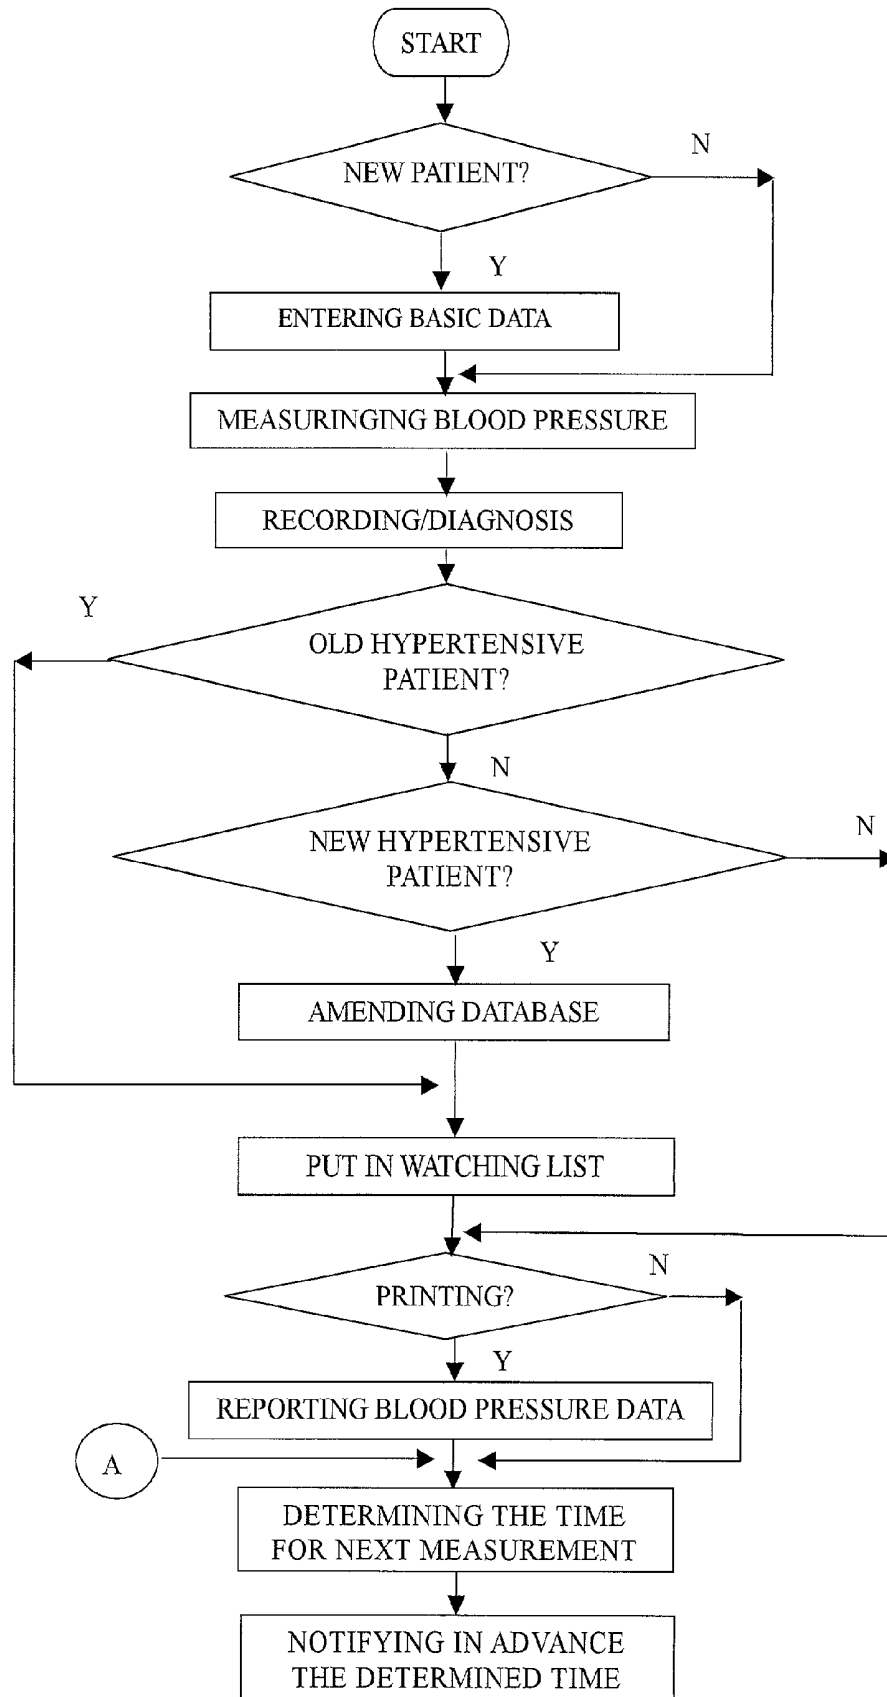 START
NEW PATIENT?
N
Y
ENTERING BASIC DATA
MEASURINGING BLOOD PRESSURE
RECORDING/DIAGNOSIS
Y
OLD HYPERTENSIVE
PATIENT?
N
NEW HYPERTENSIVE
PATIENT?
N
Y
AMENDING DATABASE
PUT IN WATCHING LIST
PRINTING?
N
Y
REPORTING BLOOD PRESSURE DATA
A
DETERMINING THE TIME
FOR NEXT MEASUREMENT
NOTIFYING IN ADVANCE
THE DETERMINED TIME